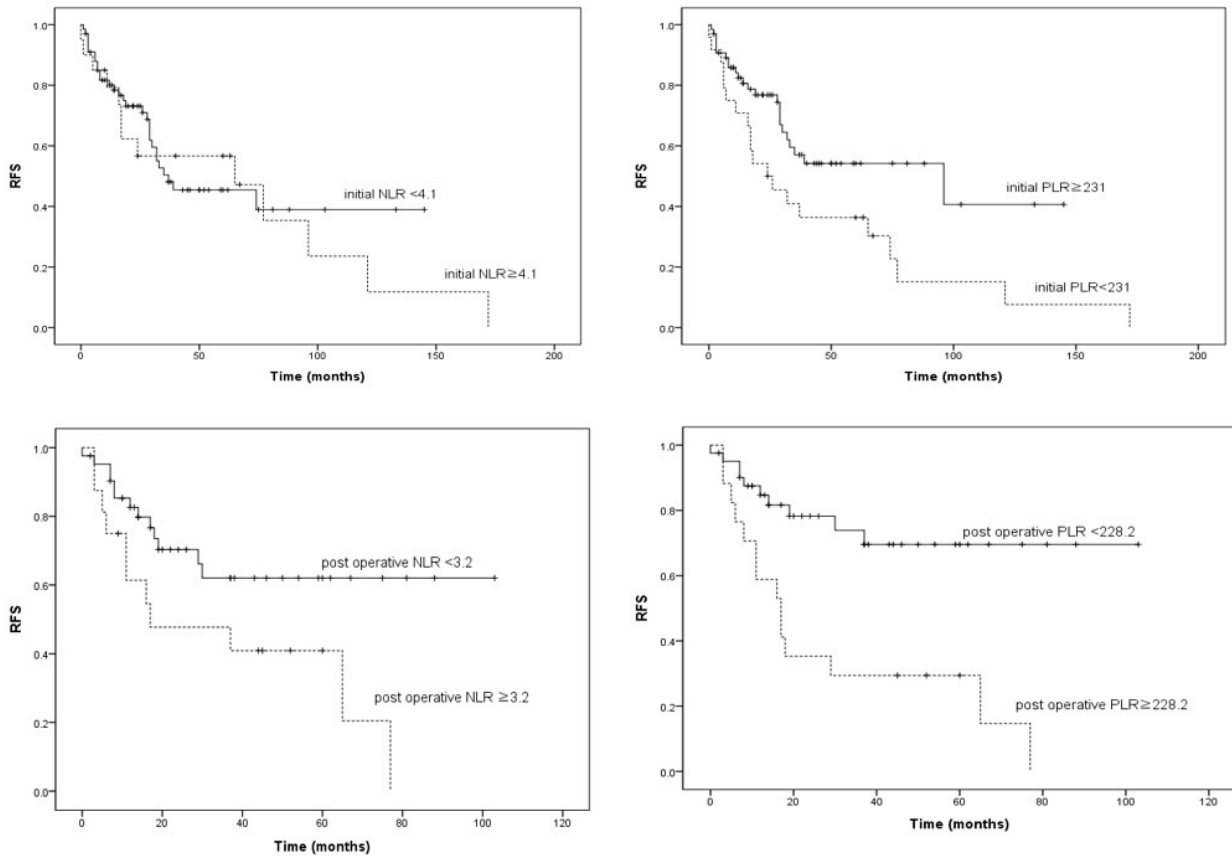 1.0
0.8
0.6
0.4
0.2
0.0
RFS
initial NLR <4.1
initial NLR≥4.1
0 50 100 150 200
Time (months)
1.0
0.8
0.6
0.4
0.2
0.0
RFS
initial PLR≥231
initial PLR<231
0 50 100 150 200
Time (months)
1.0
0.8
0.6
0.4
0.2
0.0
RFS
post operative NLR <3.2
post operative NLR ≥3.2
0 20 40 60 80 100 120
Time (months)
1.0
0.8
0.6
0.4
0.2
0.0
RFS
post operative PLR <228.2
post operative PLR≥228.2
0 20 40 60 80 100 120
Time (months)